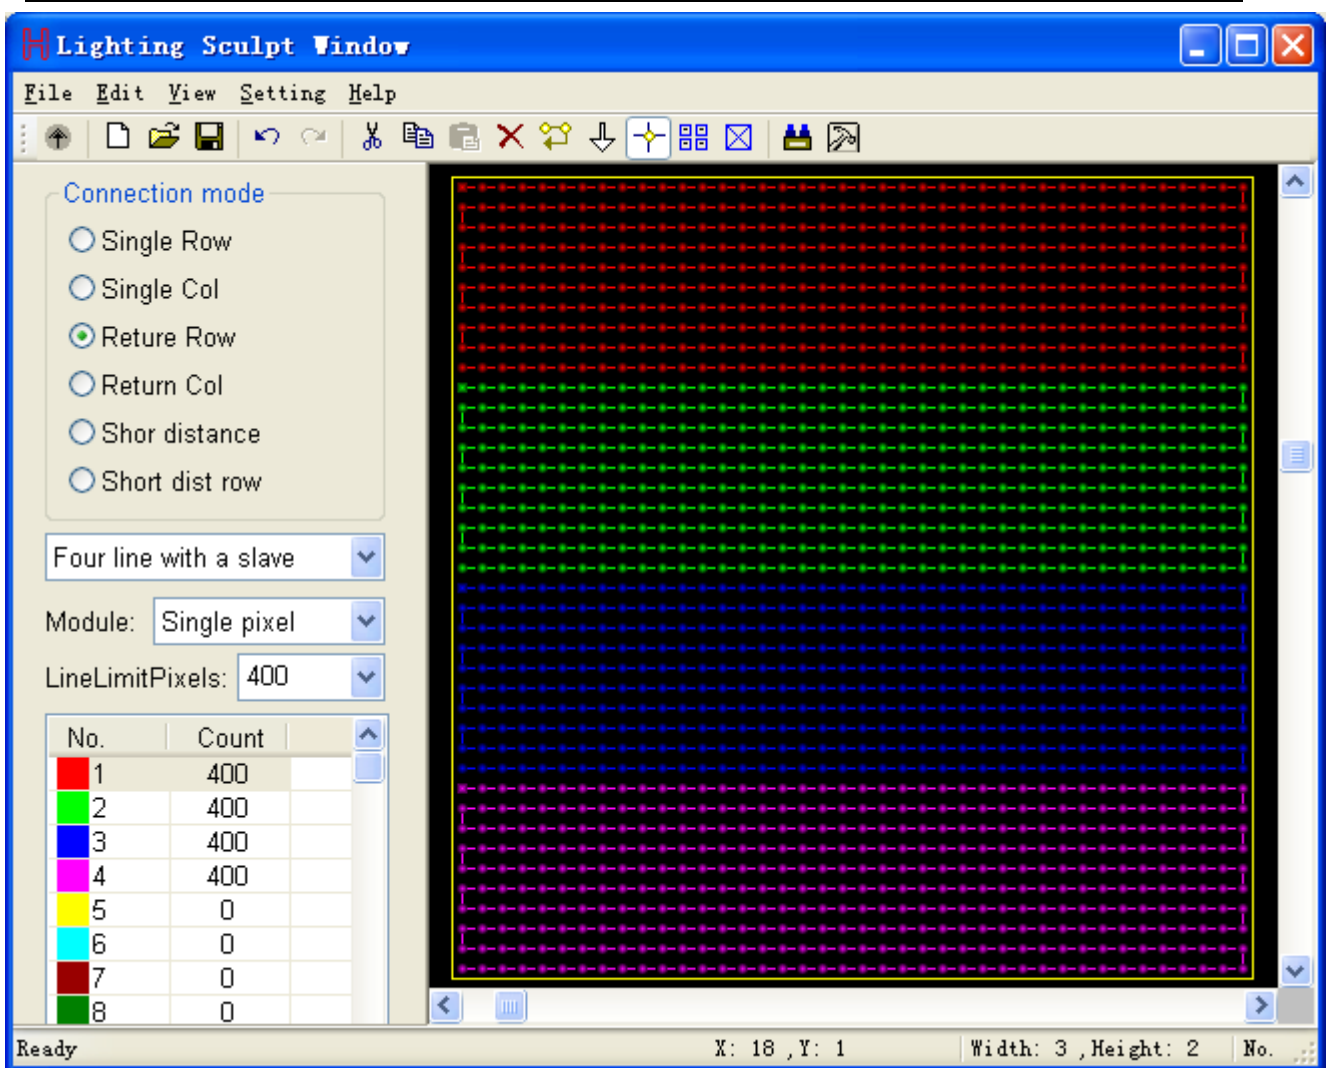 Lighting Sculpt Window
File Edit View Setting Help
Connection mode
Single Row
Single Col
Reture Row
Return Col
Shor distance
Short dist row
Four line with a slave
Module: Single pixel
LineLimitPixels: 400
No. Count
1 400
2 400
3 400
4 400
5 0
6 0
7 0
8 0
Ready X: 18 ,Y: 1 Width: 3 ,Height: 2 No.